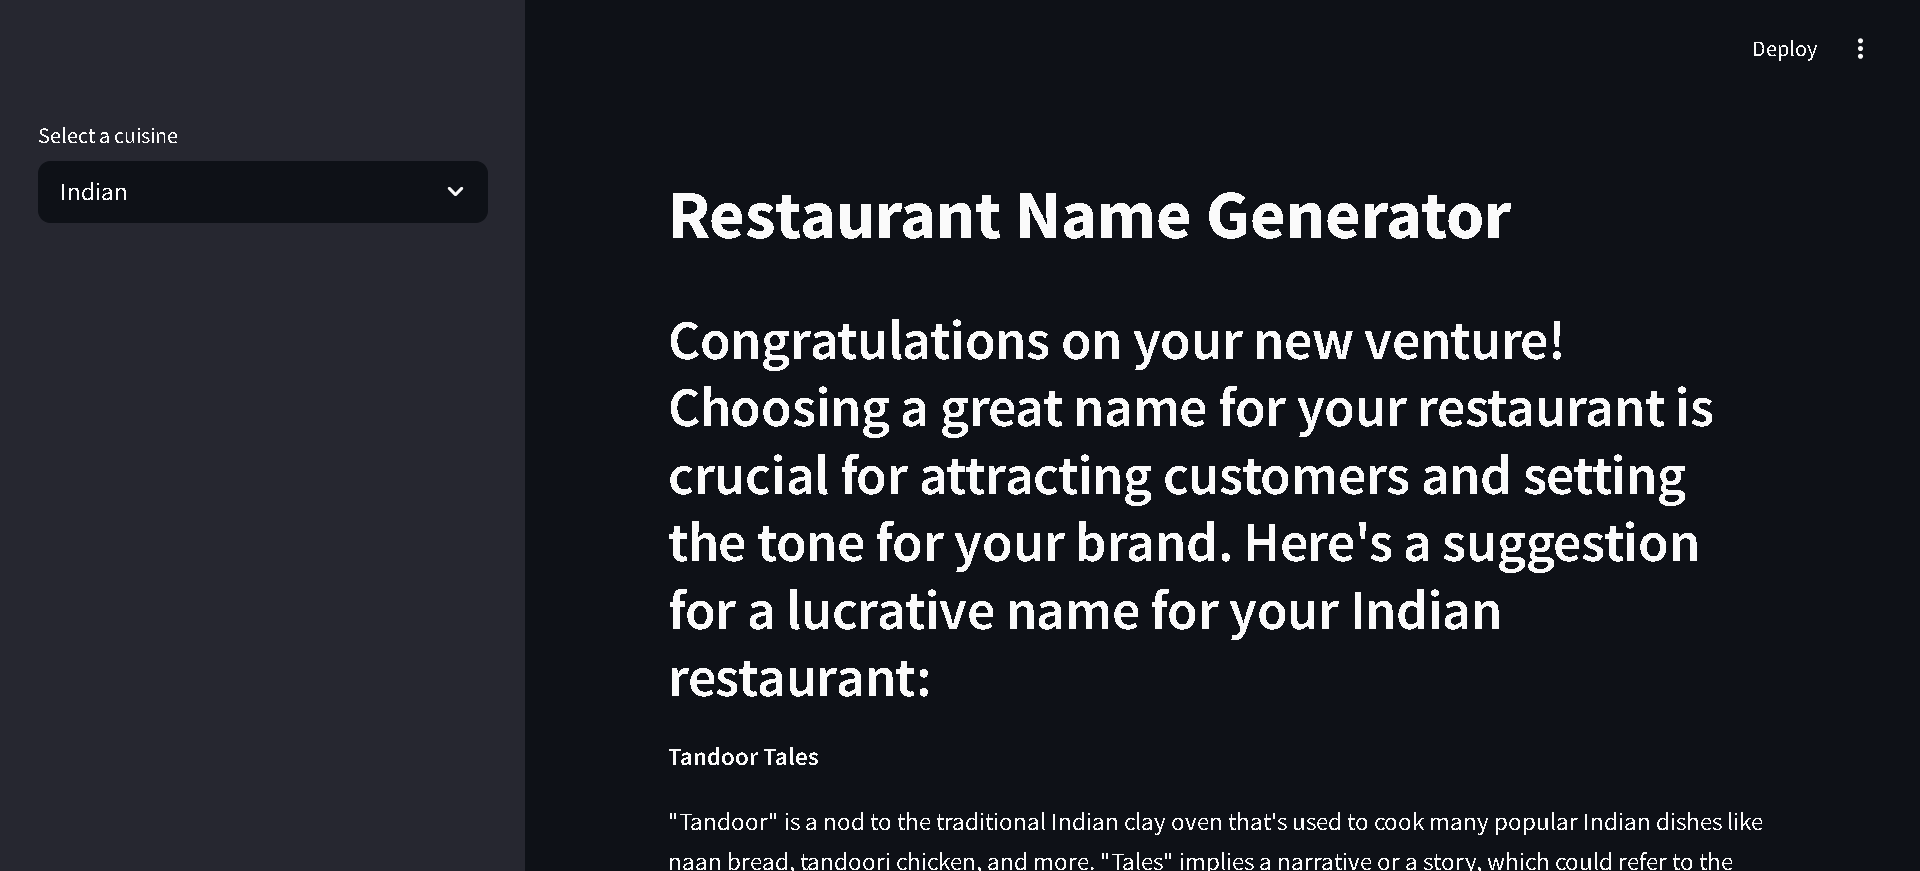 Deploy
Select a cuisine
Indian
Restaurant Name Generator
Congratulations on your new venture!
Choosing a great name for your restaurant is
crucial for attracting customers and setting
the tone for your brand. Here's a suggestion
for a lucrative name for your Indian
restaurant:
Tandoor Tales
"Tandoor" is a nod to the traditional Indian clay oven that's used to cook many popular Indian dishes like
naan bread, tandoori chicken, and more. "Tales" implies a narrative or a story, which could refer to the